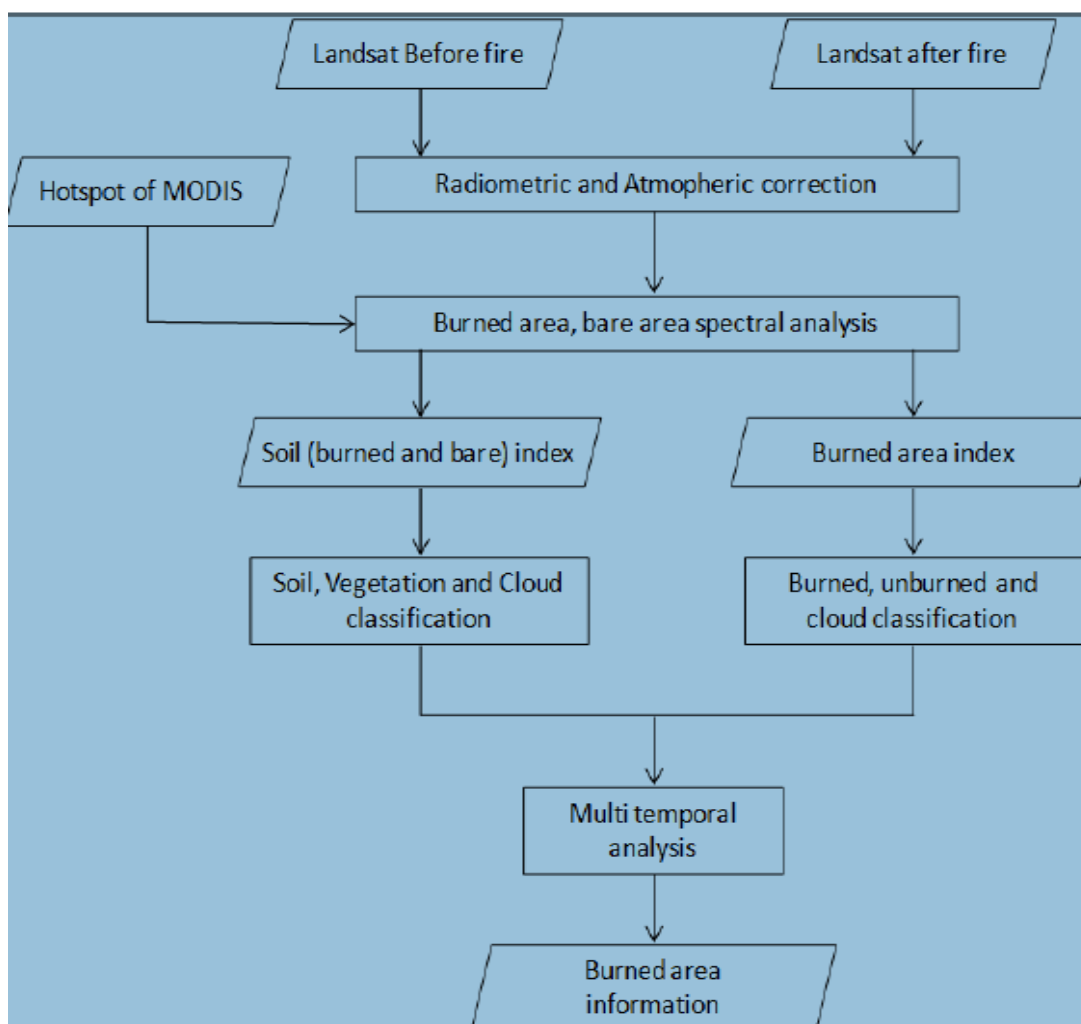 Landsat Before fire
Landsat after fire
Hotspot of MODIS
Radiometric and Atmopheric correction
Burned area, bare area spectral analysis
Soil (burned and bare) index
Burned area index
Soil, Vegetation and Cloud
classification
Burned, unburned and
cloud classification
Multi temporal
analysis
Burned area
information